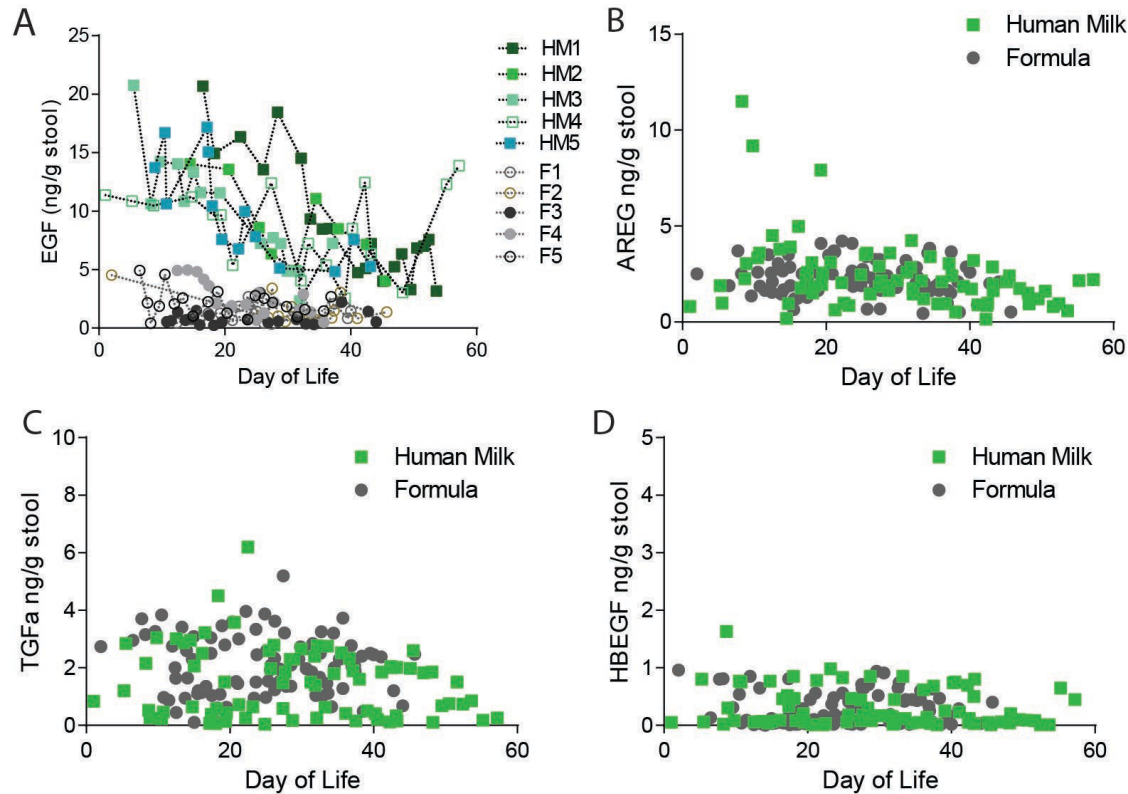 A
EGF (ng/g stool)
25
20
15
10
5
0
0 20 40 60
Day of Life
HM1
HM2
HM3
HM4
HM5
F1
F2
F3
F4
F5
B
AREG ng/g stool
15
10
5
0
0 20 40 60
Day of Life
Human Milk
Formula
C
TGFa ng/g stool
10
8
6
4
2
0
0 20 40 60
Day of Life
Human Milk
Formula
D
HBEGF ng/g stool
5
4
3
2
1
0
0 20 40 60
Day of Life
Human Milk
Formula